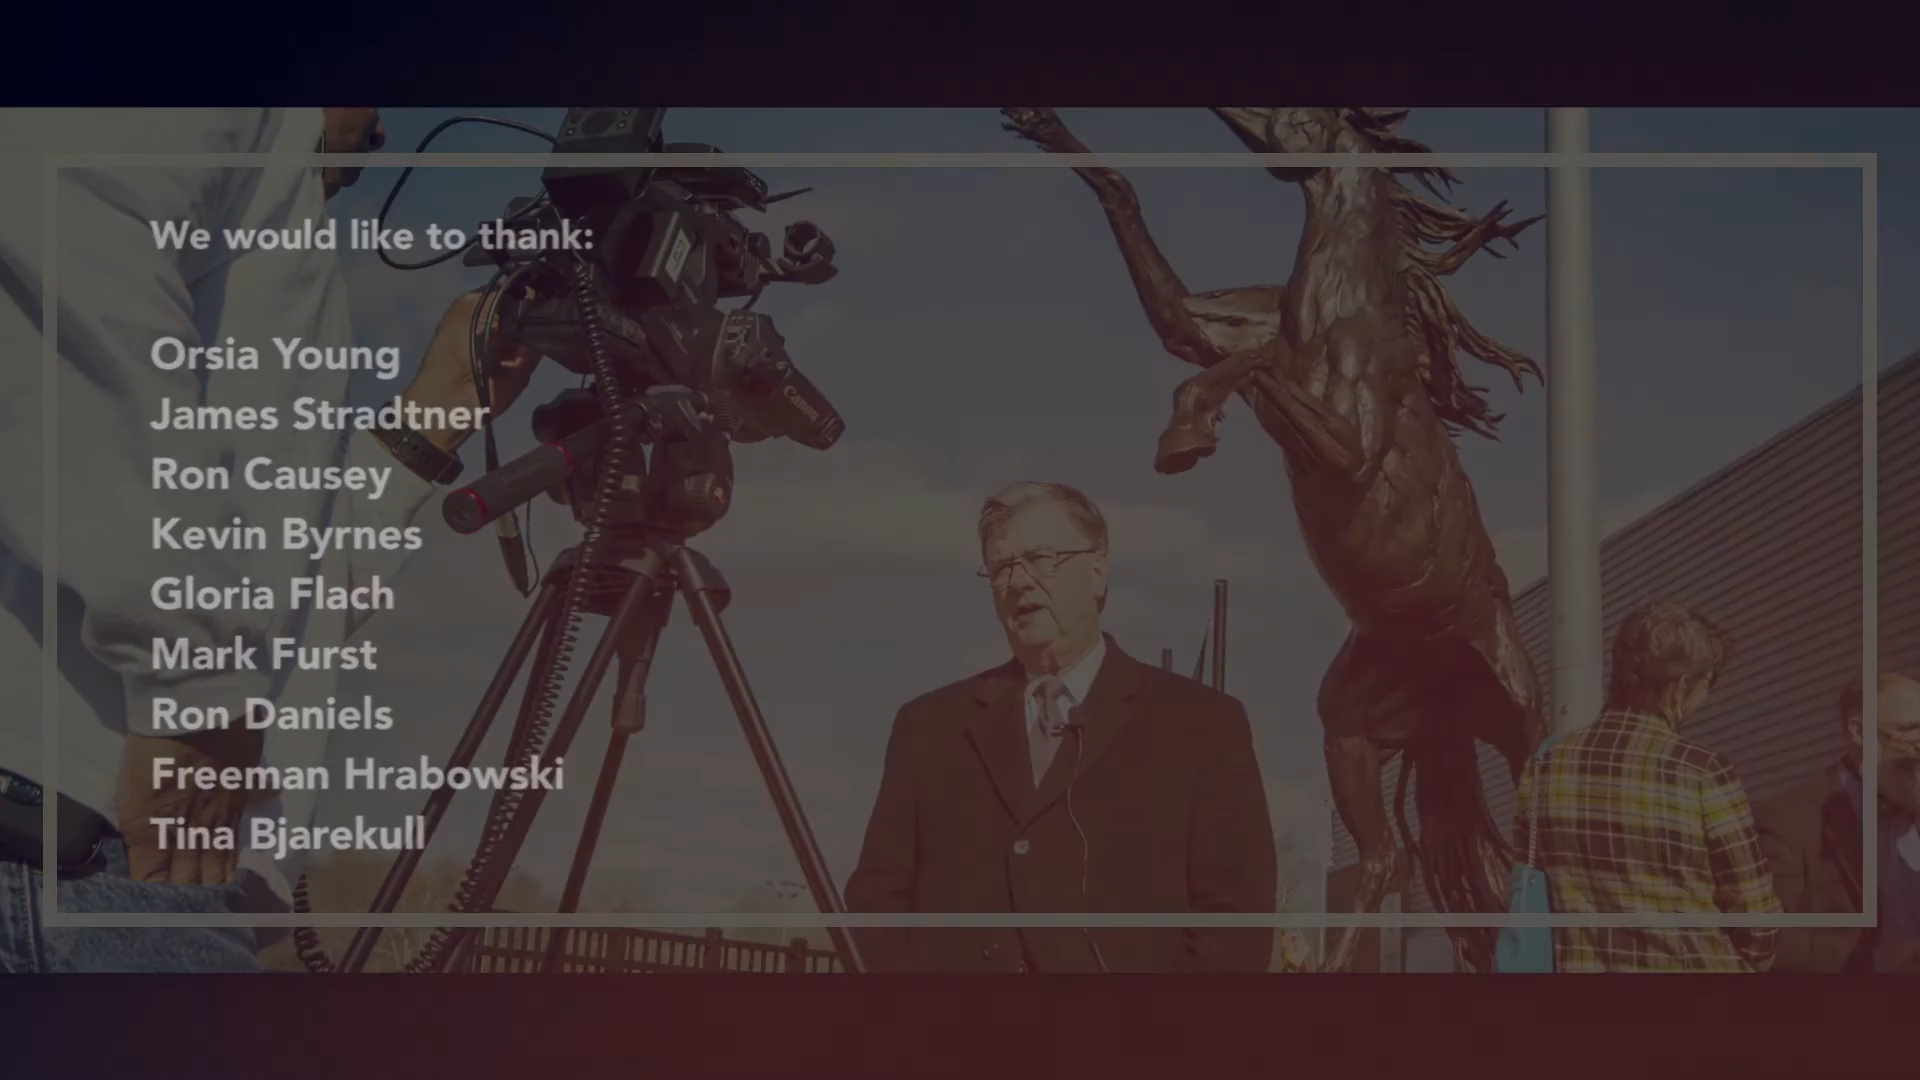 We would like to thank:
Orsia Young
James Stradtner
Ron Causey
Kevin Byrnes
Gloria Flach
Mark Furst
Ron Daniels
Freeman Hrabowski
Tina Bjarekull
Canon